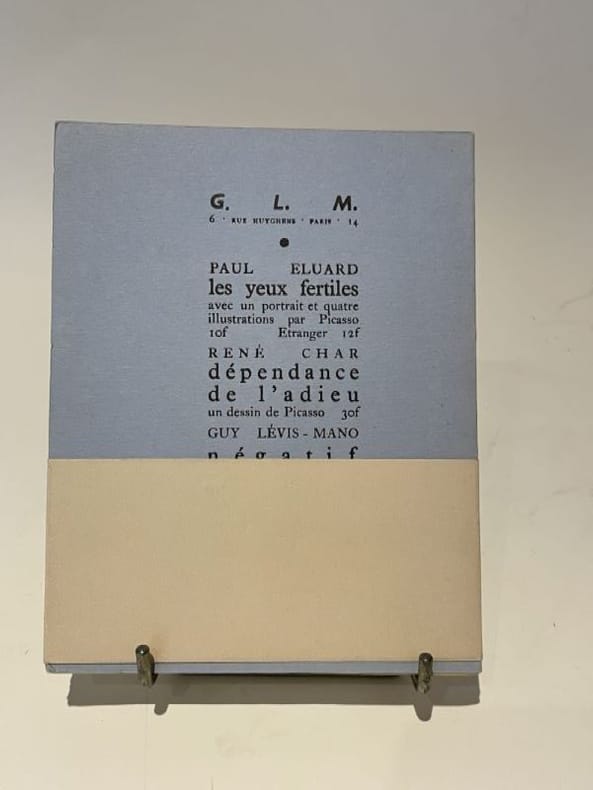 G. L. M.
6 · RUE HUYGHENS · PARIS · 14
PAUL ELUARD
les yeux fertiles
avec un portrait et quatre
illustrations par Picasso
10f Etranger 12f
RENÉ CHAR
dépendance
de l'adieu
un dessin de Picasso 30f
GUY LÉVIS-MANO
négatif